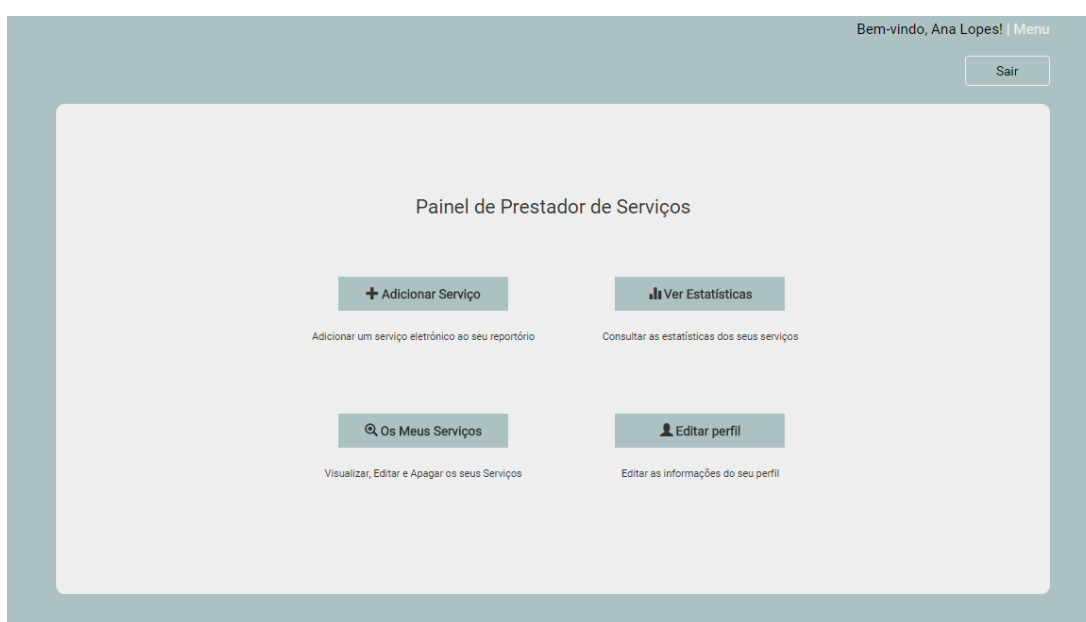 Bem-vindo, Ana Lopes! | Menu
Sair
Painel de Prestador de Serviços
Adicionar Serviço
Ver Estatísticas
Adicionar um serviço eletrónico ao seu reportório
Consultar as estatísticas dos seus serviços
Os Meus Serviços
Editar perfil
Visualizar, Editar e Apagar os seus Serviços
Editar as informações do seu perfil